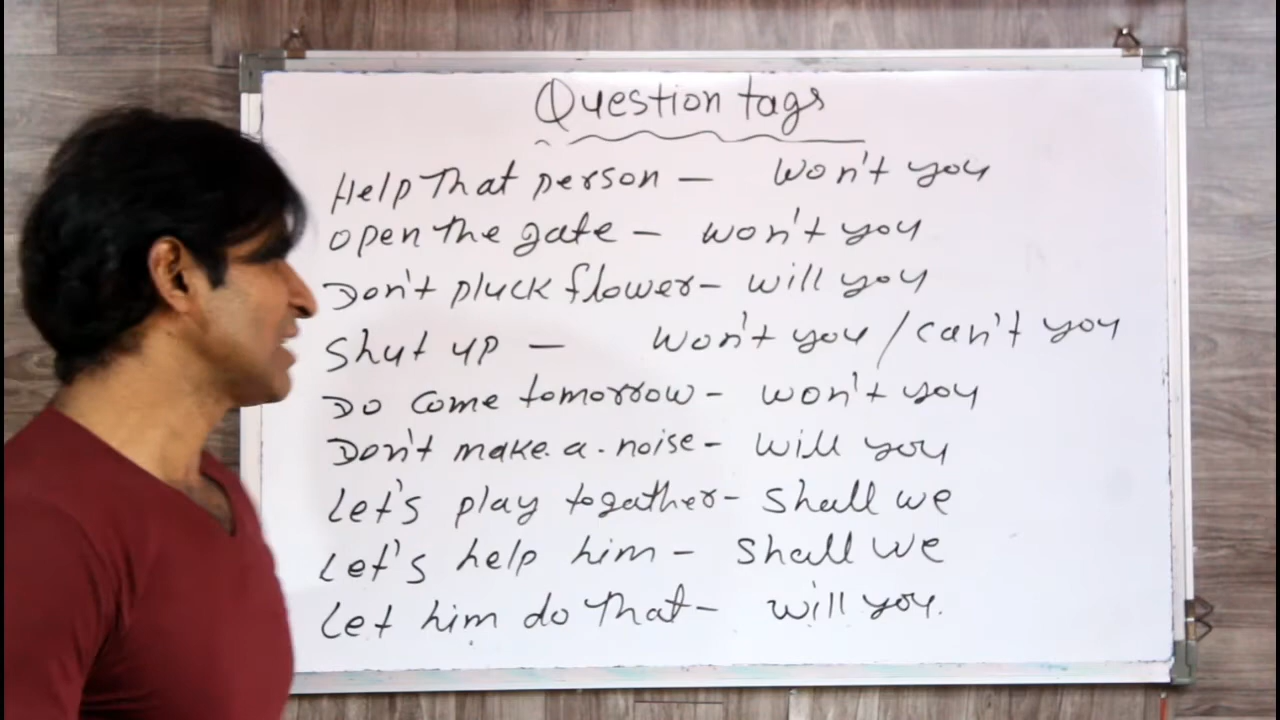 Question tags
Help That person — Won't you
Open The gate — won't you
Don't pluck flower — will you
Shut up — Won't you / can't you
Do come tomorrow — won't you
Don't make a noise — will you
Let's play togather — Shall we
Let's help him — Shall we
Let him do That — will you.